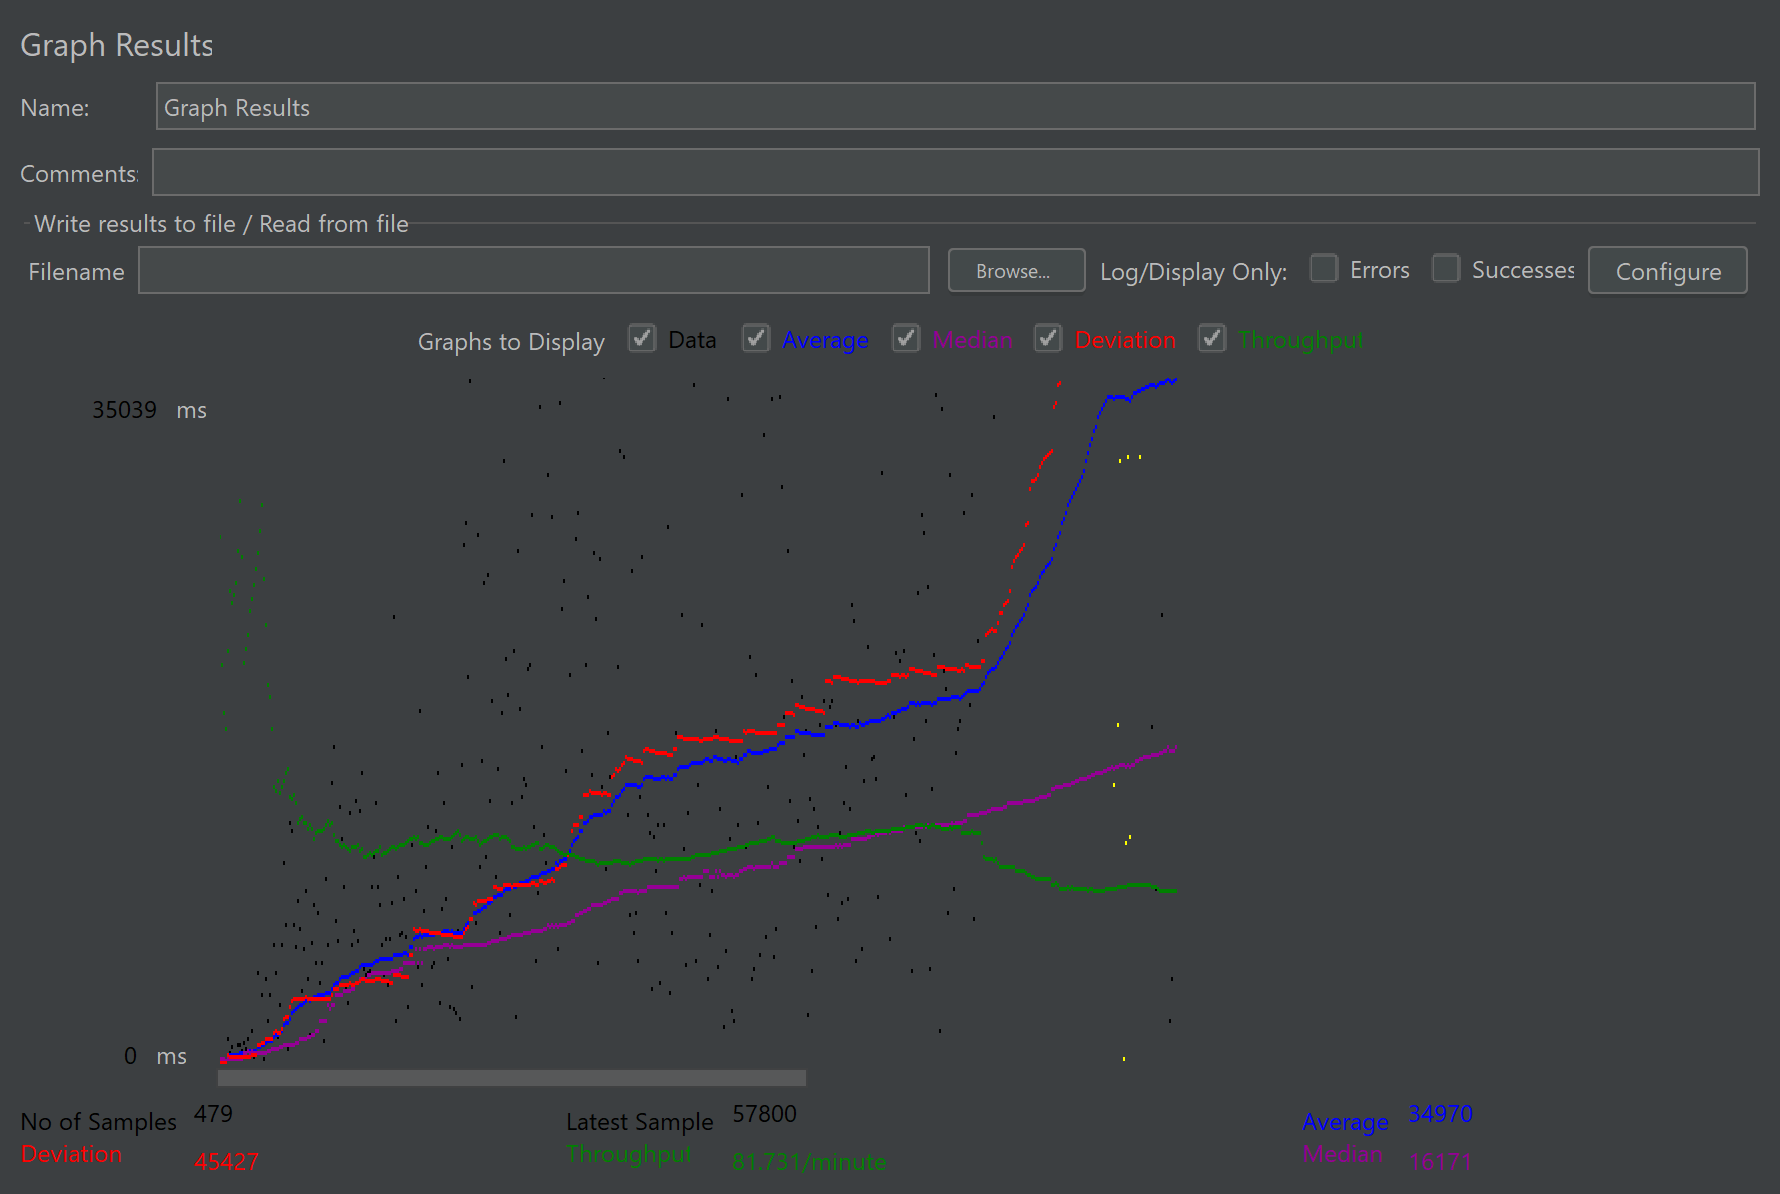 Graph Results
Name: Graph Results
Comments:
Write results to file / Read from file
Filename Browse... Log/Display Only: Errors Successes Configure
Graphs to Display Data Average Median Deviation Throughput
35039 ms
0 ms
No of Samples 479 Latest Sample 57800 Average 34970
Deviation 45427 Throughput 81.731/minute Median 16171